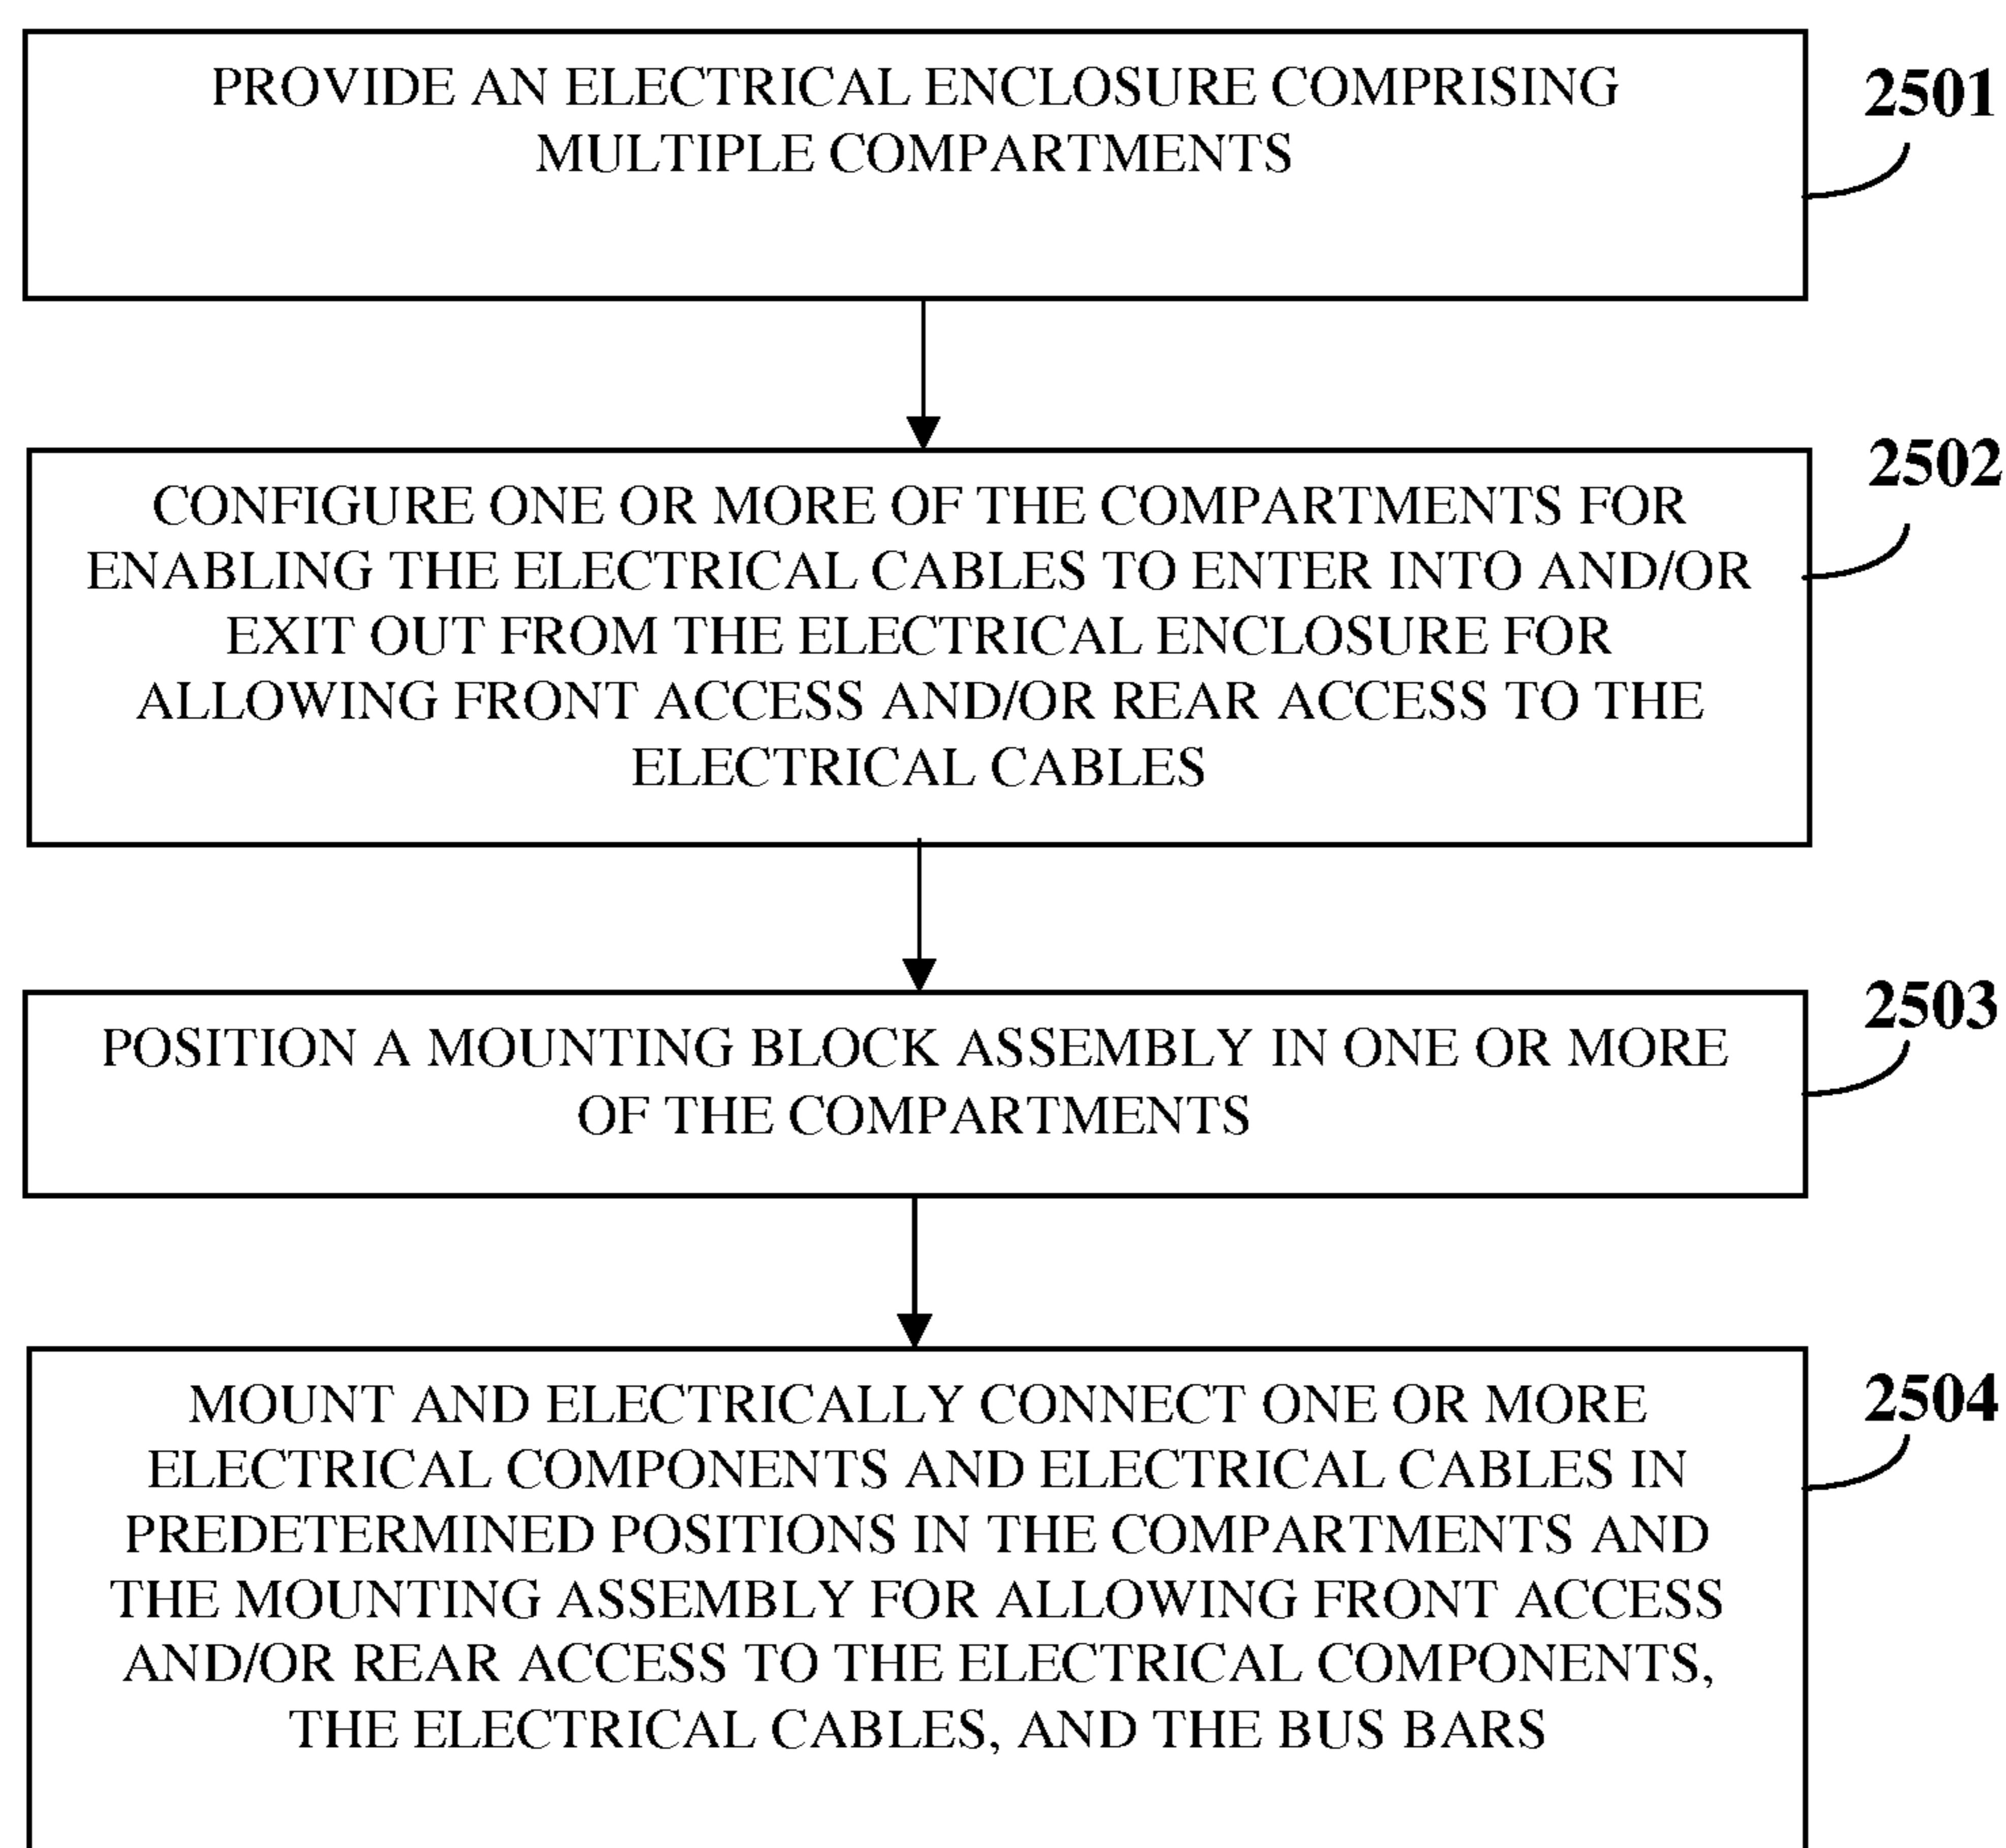 PROVIDE AN ELECTRICAL ENCLOSURE COMPRISING
MULTIPLE COMPARTMENTS
2501
CONFIGURE ONE OR MORE OF THE COMPARTMENTS FOR
ENABLING THE ELECTRICAL CABLES TO ENTER INTO AND/OR
EXIT OUT FROM THE ELECTRICAL ENCLOSURE FOR
ALLOWING FRONT ACCESS AND/OR REAR ACCESS TO THE
ELECTRICAL CABLES
2502
POSITION A MOUNTING BLOCK ASSEMBLY IN ONE OR MORE
OF THE COMPARTMENTS
2503
MOUNT AND ELECTRICALLY CONNECT ONE OR MORE
ELECTRICAL COMPONENTS AND ELECTRICAL CABLES IN
PREDETERMINED POSITIONS IN THE COMPARTMENTS AND
THE MOUNTING ASSEMBLY FOR ALLOWING FRONT ACCESS
AND/OR REAR ACCESS TO THE ELECTRICAL COMPONENTS,
THE ELECTRICAL CABLES, AND THE BUS BARS
2504